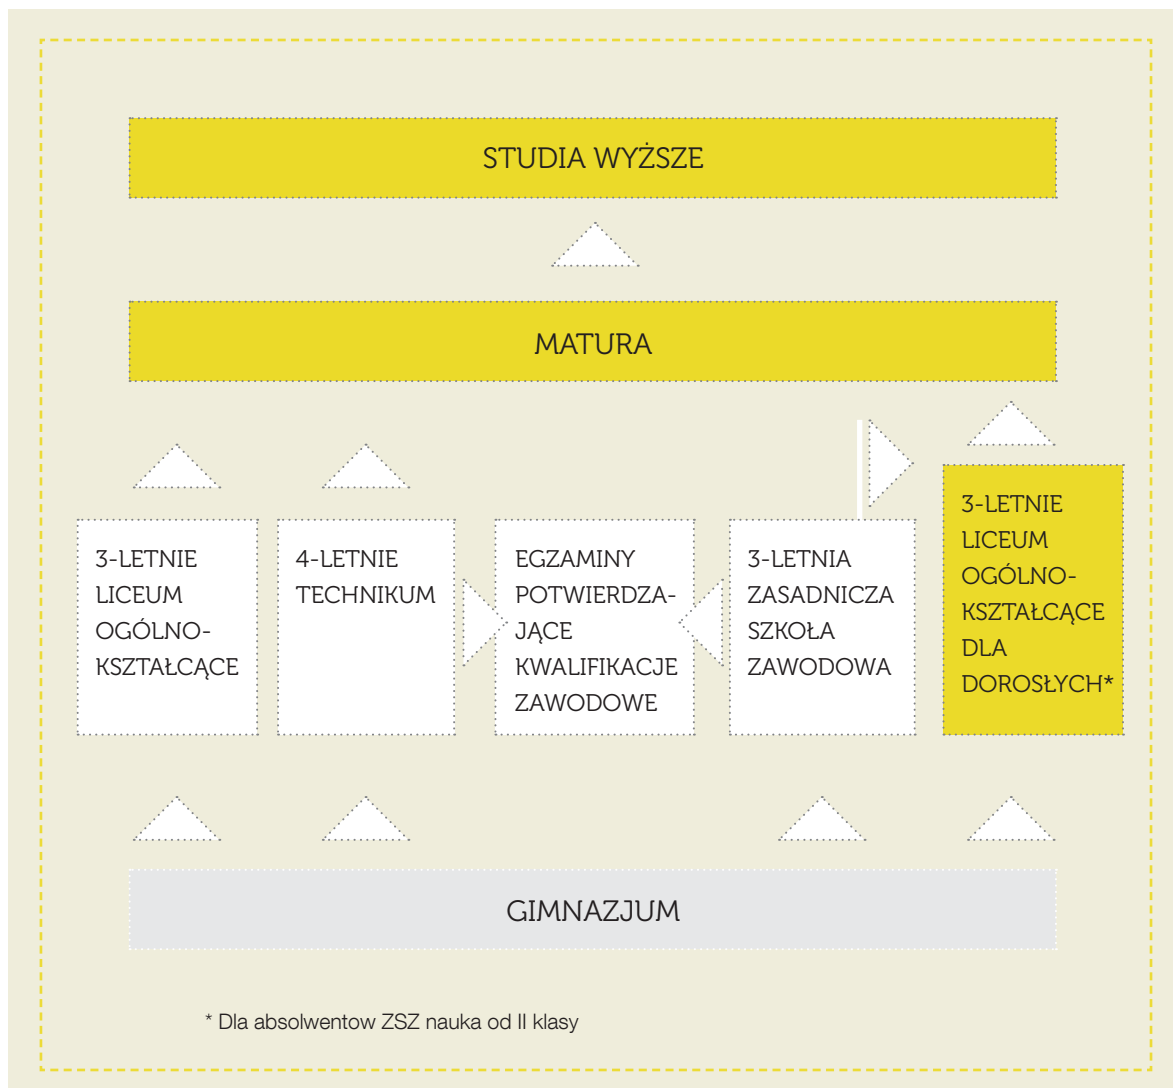 STUDIA WYŻSZE
MATURA
3-LETNIE
LICEUM
OGÓLNO-
KSZTAŁCĄCE
4-LETNIE
TECHNIKUM
EGZAMINY
POTWIERDZA-
JĄCE
KWALIFIKACJE
ZAWODOWE
3-LETNIA
ZASADNICZA
SZKOŁA
ZAWODOWA
3-LETNIE
LICEUM
OGÓLNO-
KSZTAŁCĄCE
DLA
DOROSŁYCH*
GIMNAZJUM
* Dla absolwentow ZSZ nauka od II klasy